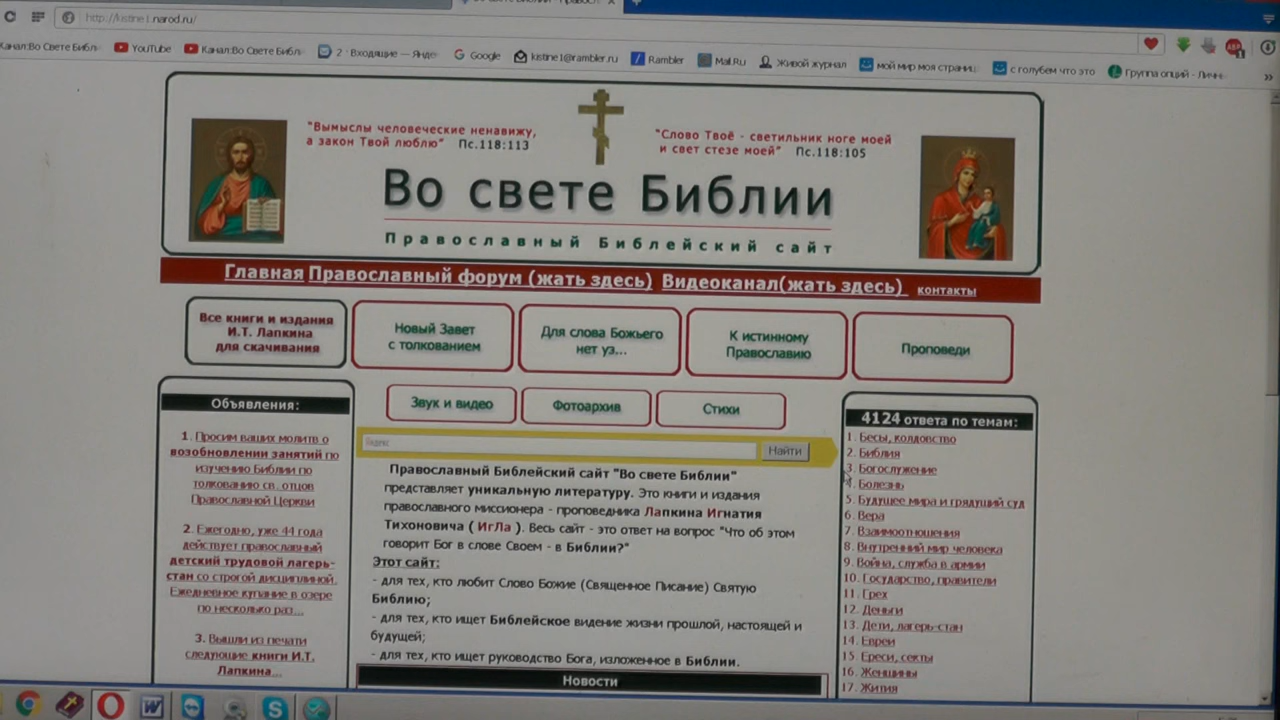 http://kistine1.narod.ru/
Канал:Во Свете Библ
YouTube
Канал:Во Свете Библ
2 · Входящие — Янде
Google
kistine1@rambler.ru
Rambler
Mail.Ru
Живой журнал
мой мир моя страниц
с голубем что это
Группа опций - Личн
"Вымыслы человеческие ненавижу,
а закон Твой люблю" Пс.118:113
"Слово Твоё - светильник ноге моей
и свет стезе моей" Пс.118:105
Во свете Библии
Православный Библейский сайт
Главная Православный форум (жать здесь) Видеоканал(жать здесь) контакты
Все книги и издания
И.Т. Лапкина
для скачивания
Новый Завет
с толкованием
Для слова Божьего
нет уз...
К истинному
Православию
Проповеди
Звук и видео
Фотоархив
Стихи
Объявления:
1. Просим ваших молитв о
возобновлении занятий по
изучению Библии по
толкованию св. отцов
Православной Церкви
2. Ежегодно, уже 44 года
действует православный
детский трудовой лагерь-
стан со строгой дисциплиной.
Ежедневное купание в озере
по несколько раз...
3. Вышли из печати
следующие книги И.Т.
Лапкина...
Яндекс
Найти
Православный Библейский сайт "Во свете Библии"
представляет уникальную литературу. Это книги и издания
православного миссионера - проповедника Лапкина Игнатия
Тихоновича ( ИгЛа ). Весь сайт - это ответ на вопрос "Что об этом
говорит Бог в слове Своем - в Библии?"
Этот сайт:
- для тех, кто любит Слово Божие (Священное Писание) Святую
Библию;
- для тех, кто ищет Библейское видение жизни прошлой, настоящей и
будущей;
- для тех, кто ищет руководство Бога, изложенное в Библии.
Новости
4124 ответа по темам:
1. Бесы, колдовство
2. Библия
3. Богослужение
4. Болезнь
5. Будущее мира и грядущий суд
6. Вера
7. Взаимоотношения
8. Внутренний мир человека
9. Война, служба в армии
10. Государство, правители
11. Грех
12. Деньги
13. Дети, лагерь-стан
14. Евреи
15. Ереси, секты
16. Женщины
17. Жития